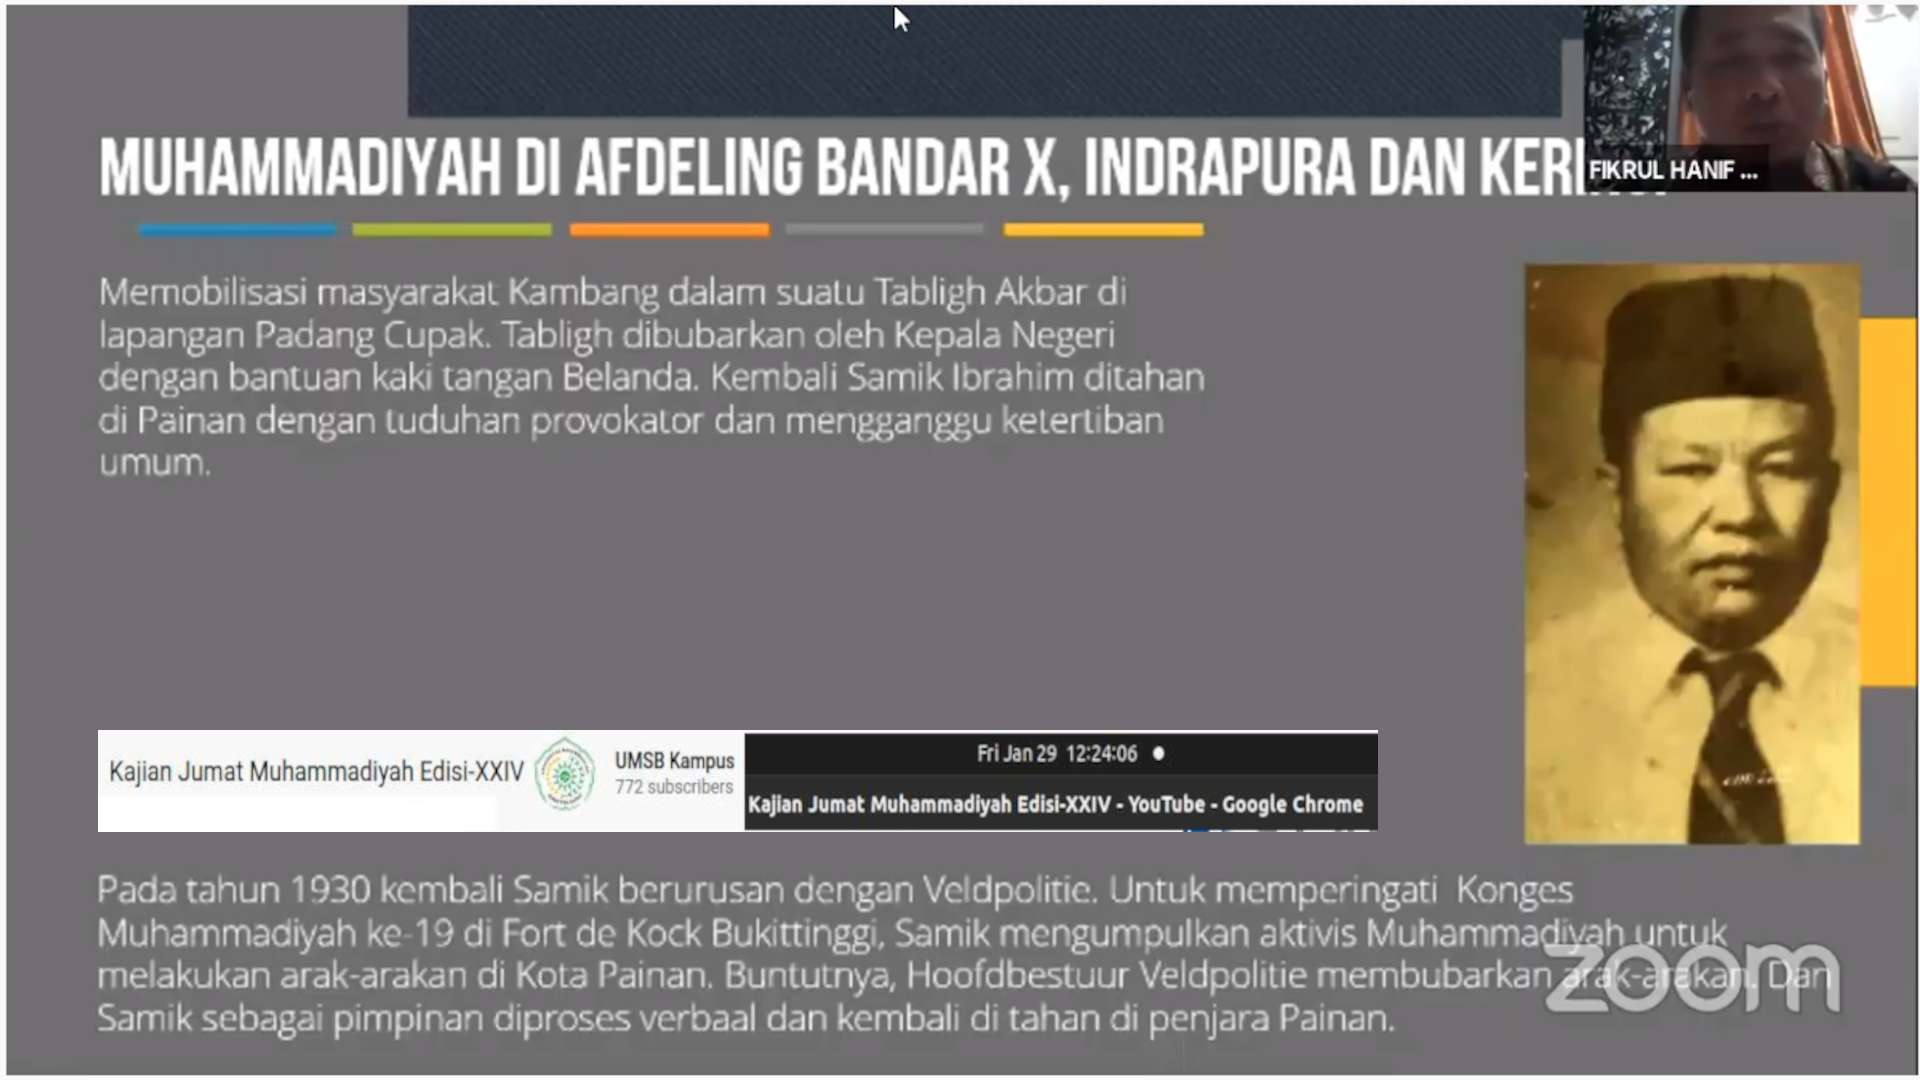 MUHAMMADIYAH DI AFDELING BANDAR X, INDRAPURA DAN
FIKRUL HANIF ...
Memobilisasi masyarakat Kambang dalam suatu Tabligh Akbar di
lapangan Padang Cupak. Tabligh dibubarkan oleh Kepala Negeri
dengan bantuan kaki tangan Belanda. Kembali Samik Ibrahim ditahan
di Painan dengan tuduhan provokator dan mengganggu ketertiban
umum.
Kajian Jumat Muhammadiyah Edisi-XXIV
UMSB Kampus
772 subscribers
Fri Jan 29 12:24:06
Kajian Jumat Muhammadiyah Edisi-XXIV - YouTube - Google Chrome
Pada tahun 1930 kembali Samik berurusan dengan Veldpolitie. Untuk memperingati Konges
Muhammadiyah ke-19 di Fort de Kock Bukittinggi, Samik mengumpulkan aktivis Muhammadiyah untuk
melakukan arak-arakan di Kota Painan. Buntutnya, Hoofdbestuur Veldpolitie membubarkan arak-arakan. Dan
Samik sebagai pimpinan diproses verbaal dan kembali di tahan di penjara Painan.
zoom